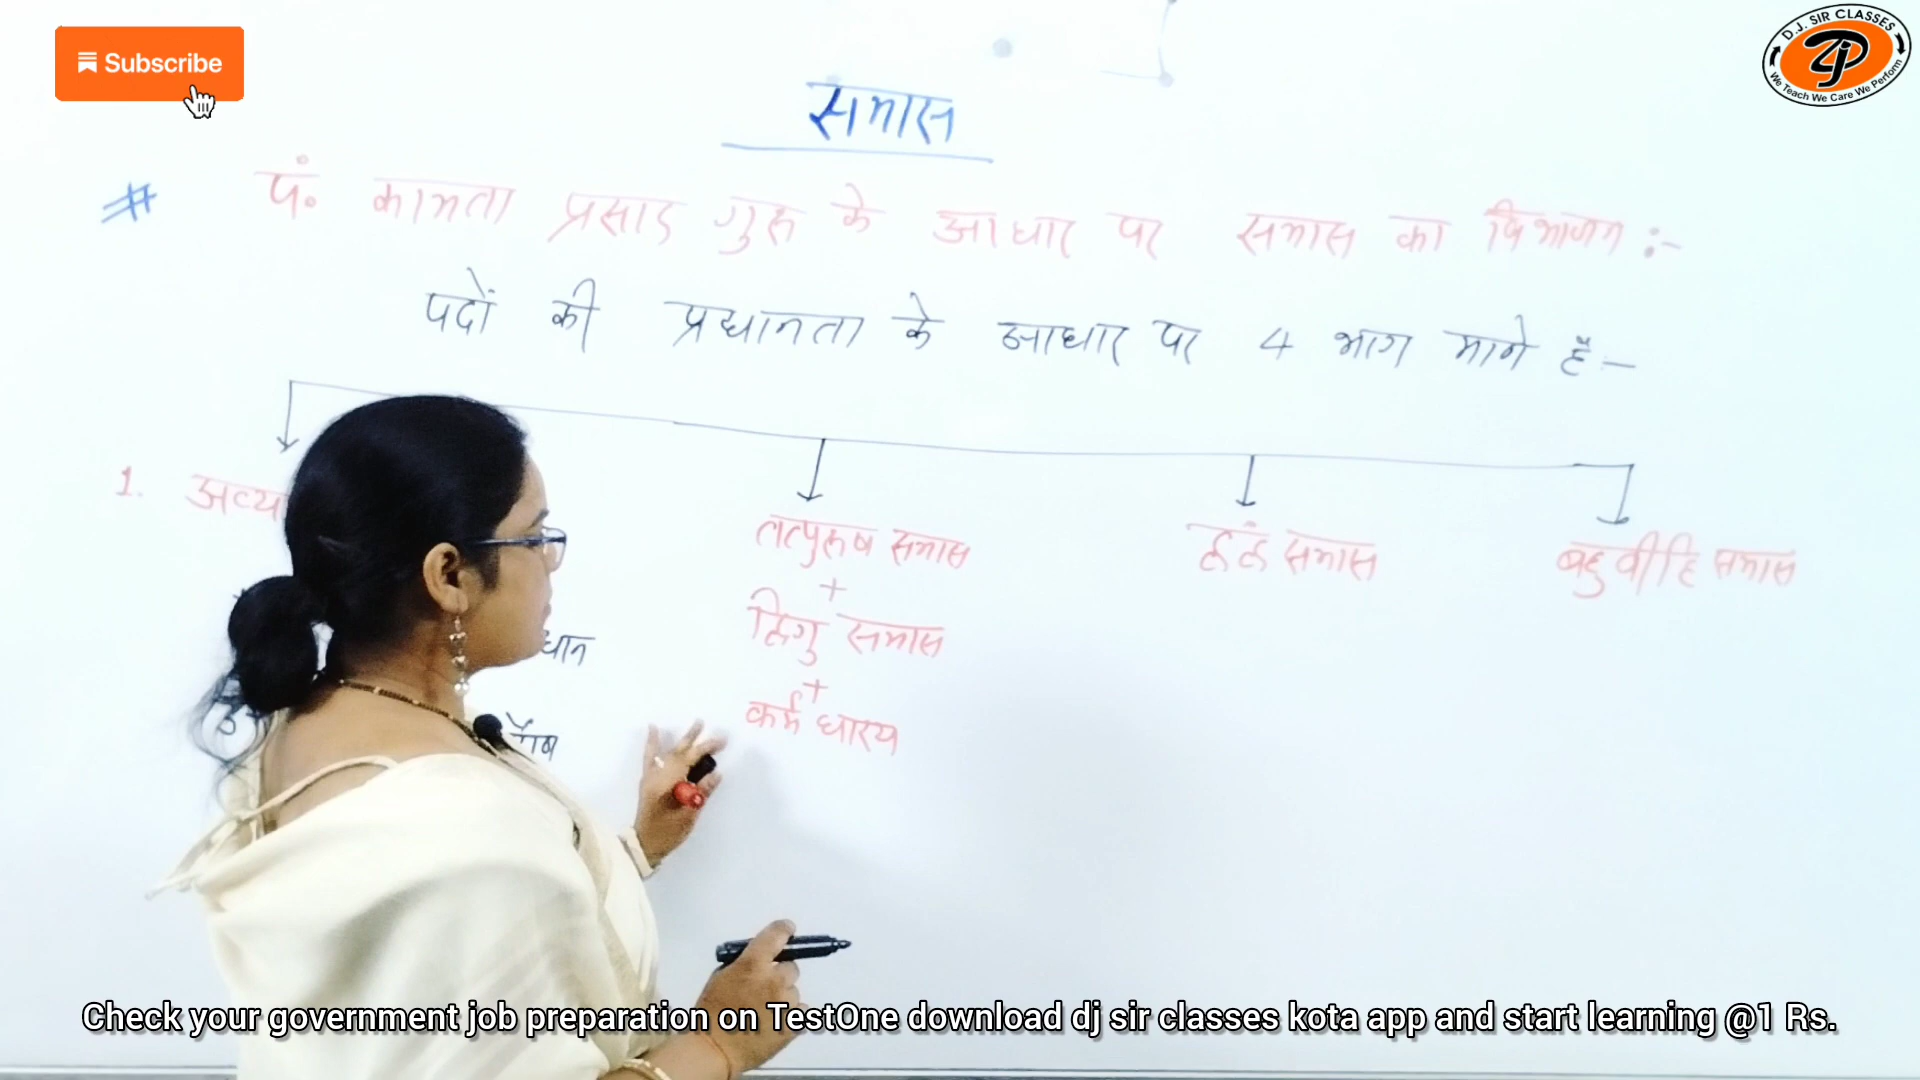 Subscribe
D.J. SIR CLASSES
We Teach We Care We Perform
समास
# पं० कामता प्रसाद गुरू के आधार पर समास का विभाजन :-
पदों की प्रधानता के आधार पर 4 भाग माने हैं :-
1. अव्य
तत्पुरूष समास
+
द्विगु समास
+
कर्मधारय
द्वंद्व समास
बहुव्रीहि समास
धान
Check your government job preparation on TestOne download dj sir classes kota app and start learning @1 Rs.